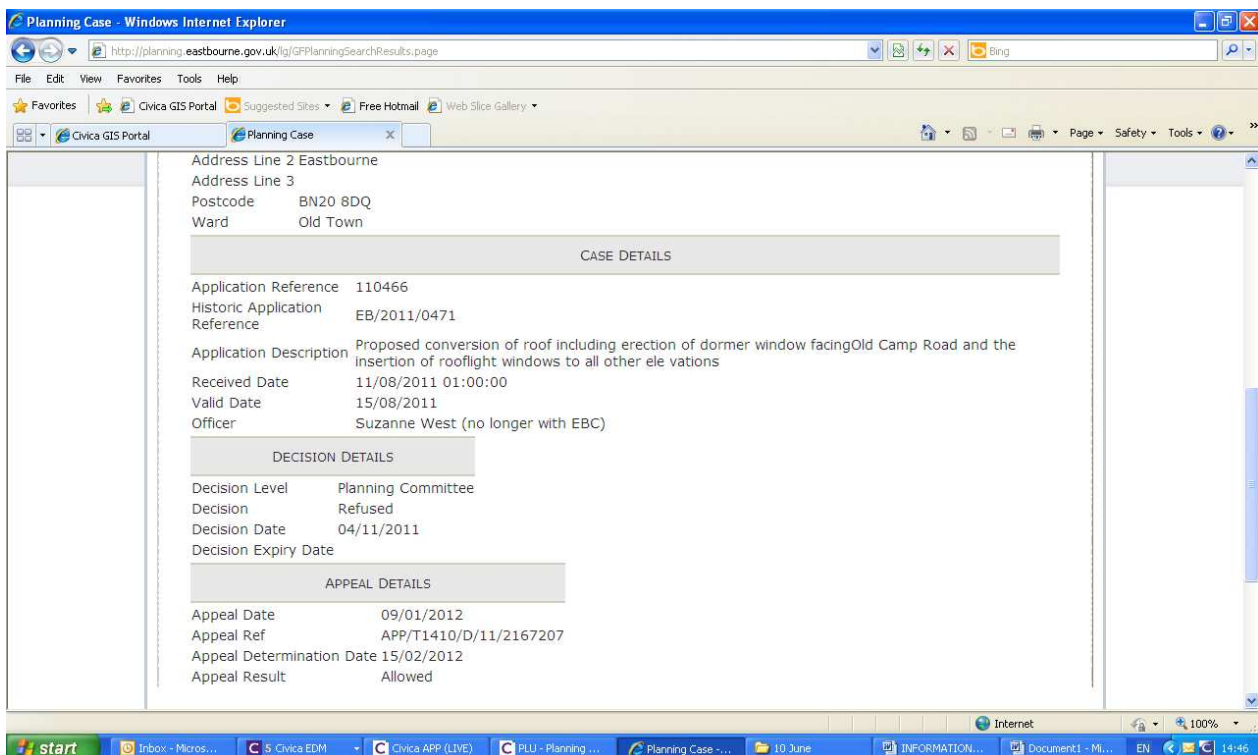 Planning Case - Windows Internet Explorer
http://planning.eastbourne.gov.uk/lg/GFPlanningSearchResults.page
Bing
File Edit View Favorites Tools Help
Favorites Civica GIS Portal Suggested Sites Free Hotmail Web Slice Gallery
Civica GIS Portal Planning Case Page Safety Tools
Address Line 2 Eastbourne
Address Line 3
Postcode BN20 8DQ
Ward Old Town
CASE DETAILS
Application Reference 110466
Historic Application
Reference EB/2011/0471
Application Description Proposed conversion of roof including erection of dormer window facingOld Camp Road and the
insertion of rooflight windows to all other ele vations
Received Date 11/08/2011 01:00:00
Valid Date 15/08/2011
Officer Suzanne West (no longer with EBC)
DECISION DETAILS
Decision Level Planning Committee
Decision Refused
Decision Date 04/11/2011
Decision Expiry Date
APPEAL DETAILS
Appeal Date 09/01/2012
Appeal Ref APP/T1410/D/11/2167207
Appeal Determination Date 15/02/2012
Appeal Result Allowed
Internet 100%
start Inbox - Micros... 5 Civica EDM Civica APP (LIVE) PLU - Planning ... Planning Case -... 10 June INFORMATION... Document1 - Mi... EN 14:46